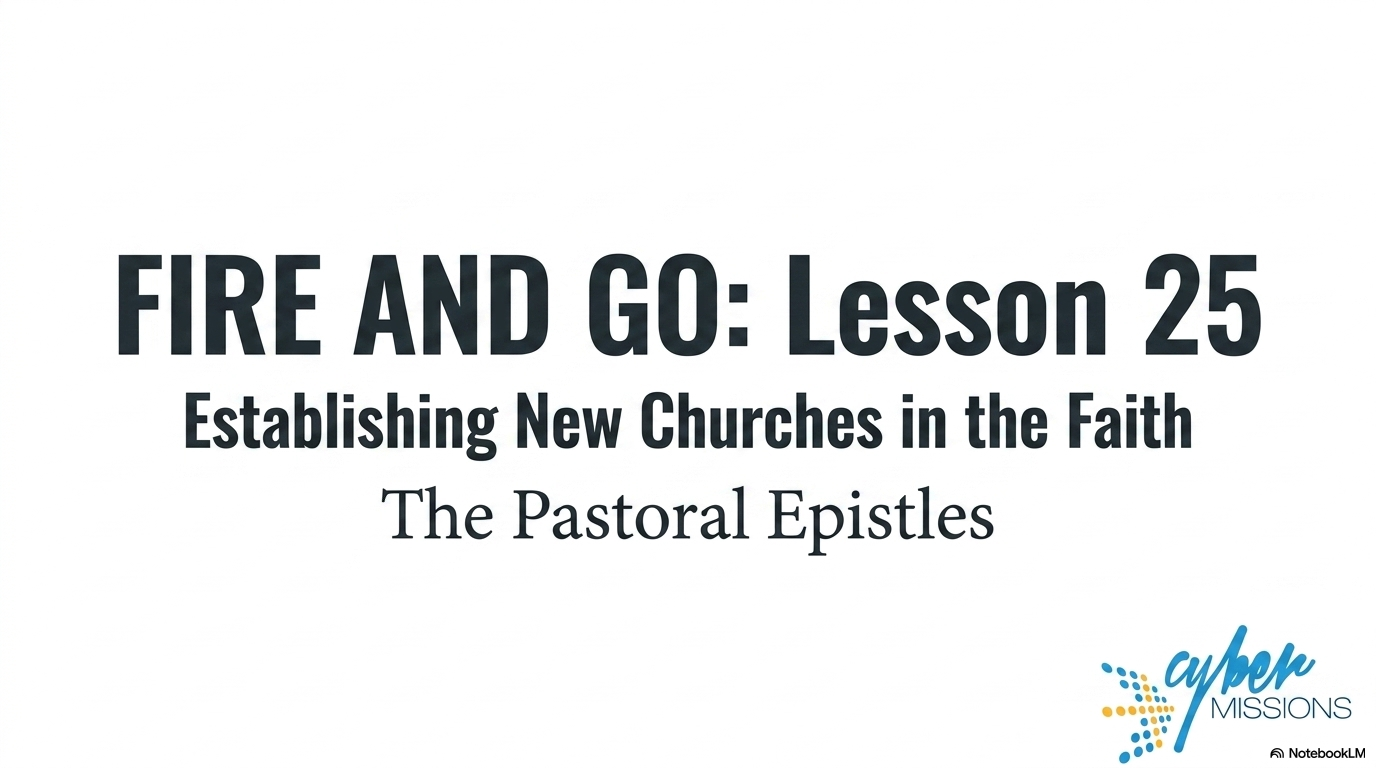 FIRE AND GO: Lesson 25
Establishing New Churches in the Faith
The Pastoral Epistles
cyber
MISSIONS
NotebookLM